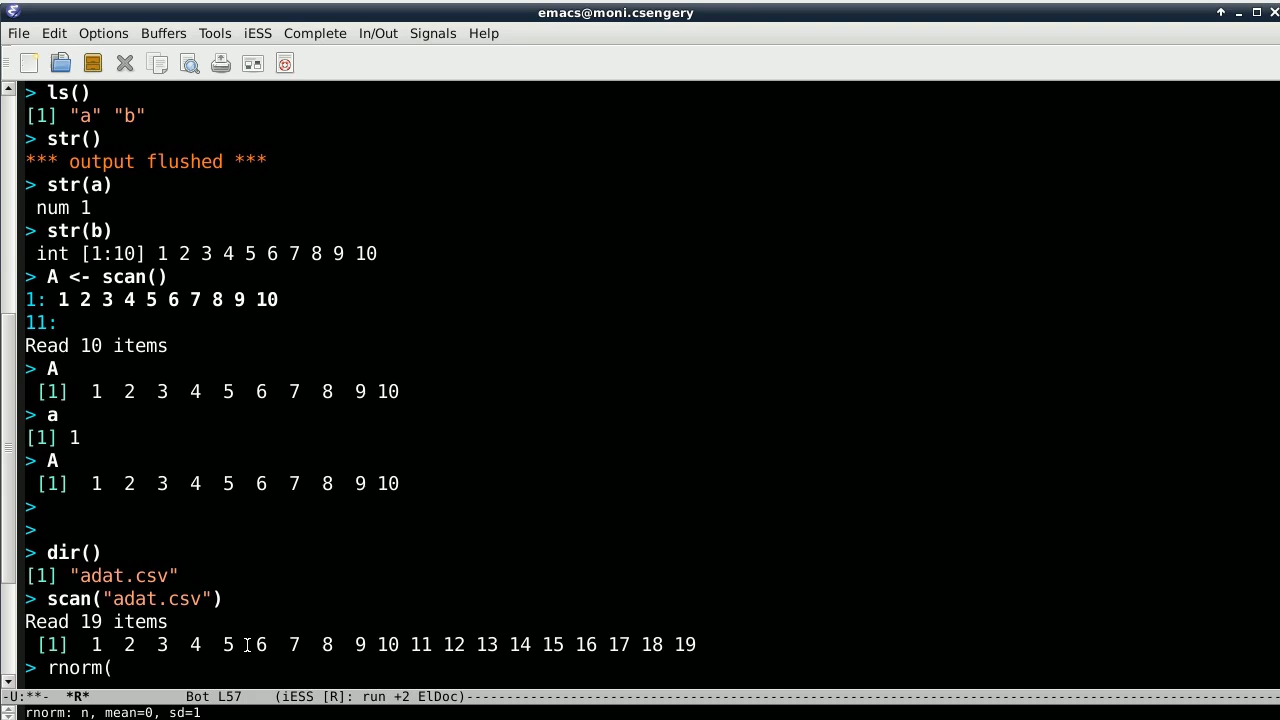 emacs@moni.csengery
File Edit Options Buffers Tools iESS Complete In/Out Signals Help
> ls()
[1] "a" "b"
> str()
*** output flushed ***
> str(a)
 num 1
> str(b)
 int [1:10] 1 2 3 4 5 6 7 8 9 10
> A <- scan()
1: 1 2 3 4 5 6 7 8 9 10
11:
Read 10 items
> A
 [1]  1  2  3  4  5  6  7  8  9 10
> a
[1] 1
> A
 [1]  1  2  3  4  5  6  7  8  9 10
>
>
> dir()
[1] "adat.csv"
> scan("adat.csv")
Read 19 items
 [1]  1  2  3  4  5  6  7  8  9 10 11 12 13 14 15 16 17 18 19
> rnorm(
-U:**-  *R*         Bot L57    (iESS [R]: run +2 ElDoc)----------------------------------------------------------------
rnorm: n, mean=0, sd=1